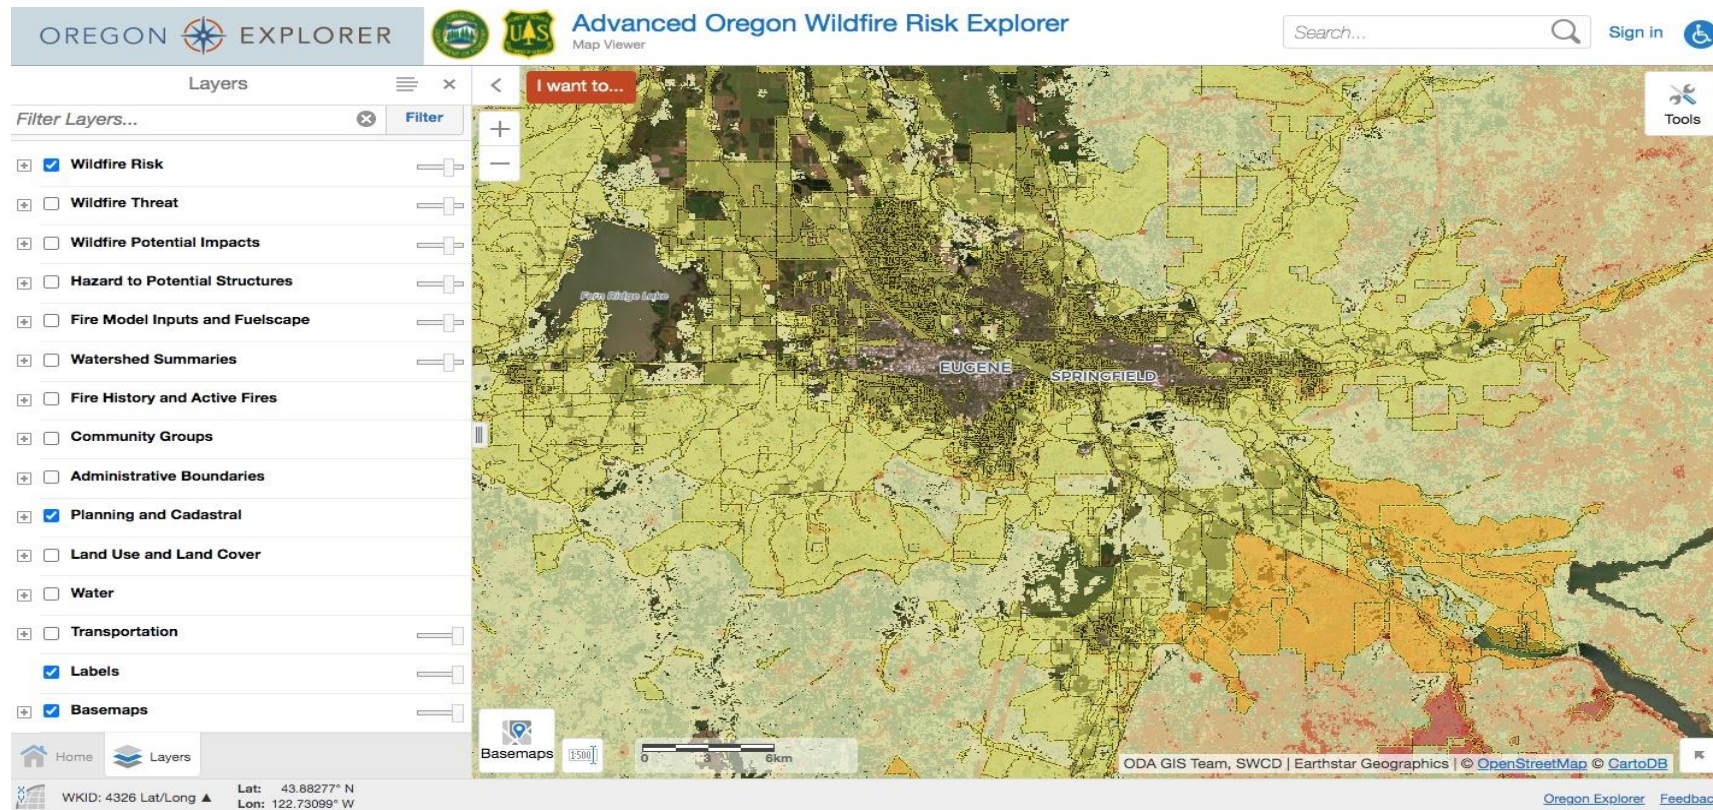 OREGON EXPLORER
UAS
Advanced Oregon Wildfire Risk Explorer
Map Viewer
Search...
Sign in
Layers
Filter Layers...
Filter
I want to...
Tools
Wildfire Risk
Wildfire Threat
Wildfire Potential Impacts
Hazard to Potential Structures
Fire Model Inputs and Fuelscape
Watershed Summaries
Fire History and Active Fires
Community Groups
Administrative Boundaries
Planning and Cadastral
Land Use and Land Cover
Water
Transportation
Labels
Basemaps
Fern Ridge Lake
EUGENE
SPRINGFIELD
Basemaps
1:500
0 3 6km
ODA GIS Team, SWCD | Earthstar Geographics | © OpenStreetMap © CartoDB
Home
Layers
WKID: 4326 Lat/Long ▲
Lat: 43.88277° N
Lon: 122.73099° W
Oregon Explorer
Feedbac